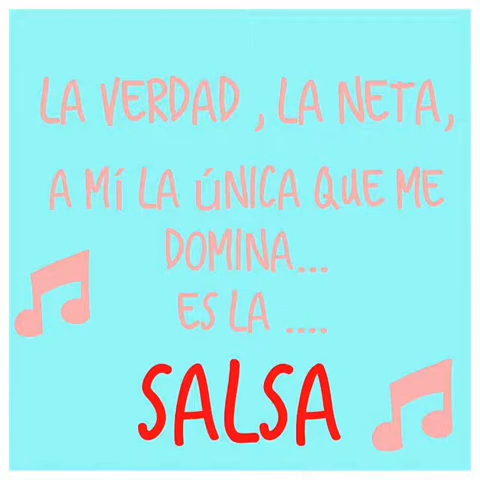 LA VERDAD , LA NETA,
A MÍ LA ÚNICA QUE ME
DOMINA...
ES LA ....
SALSA